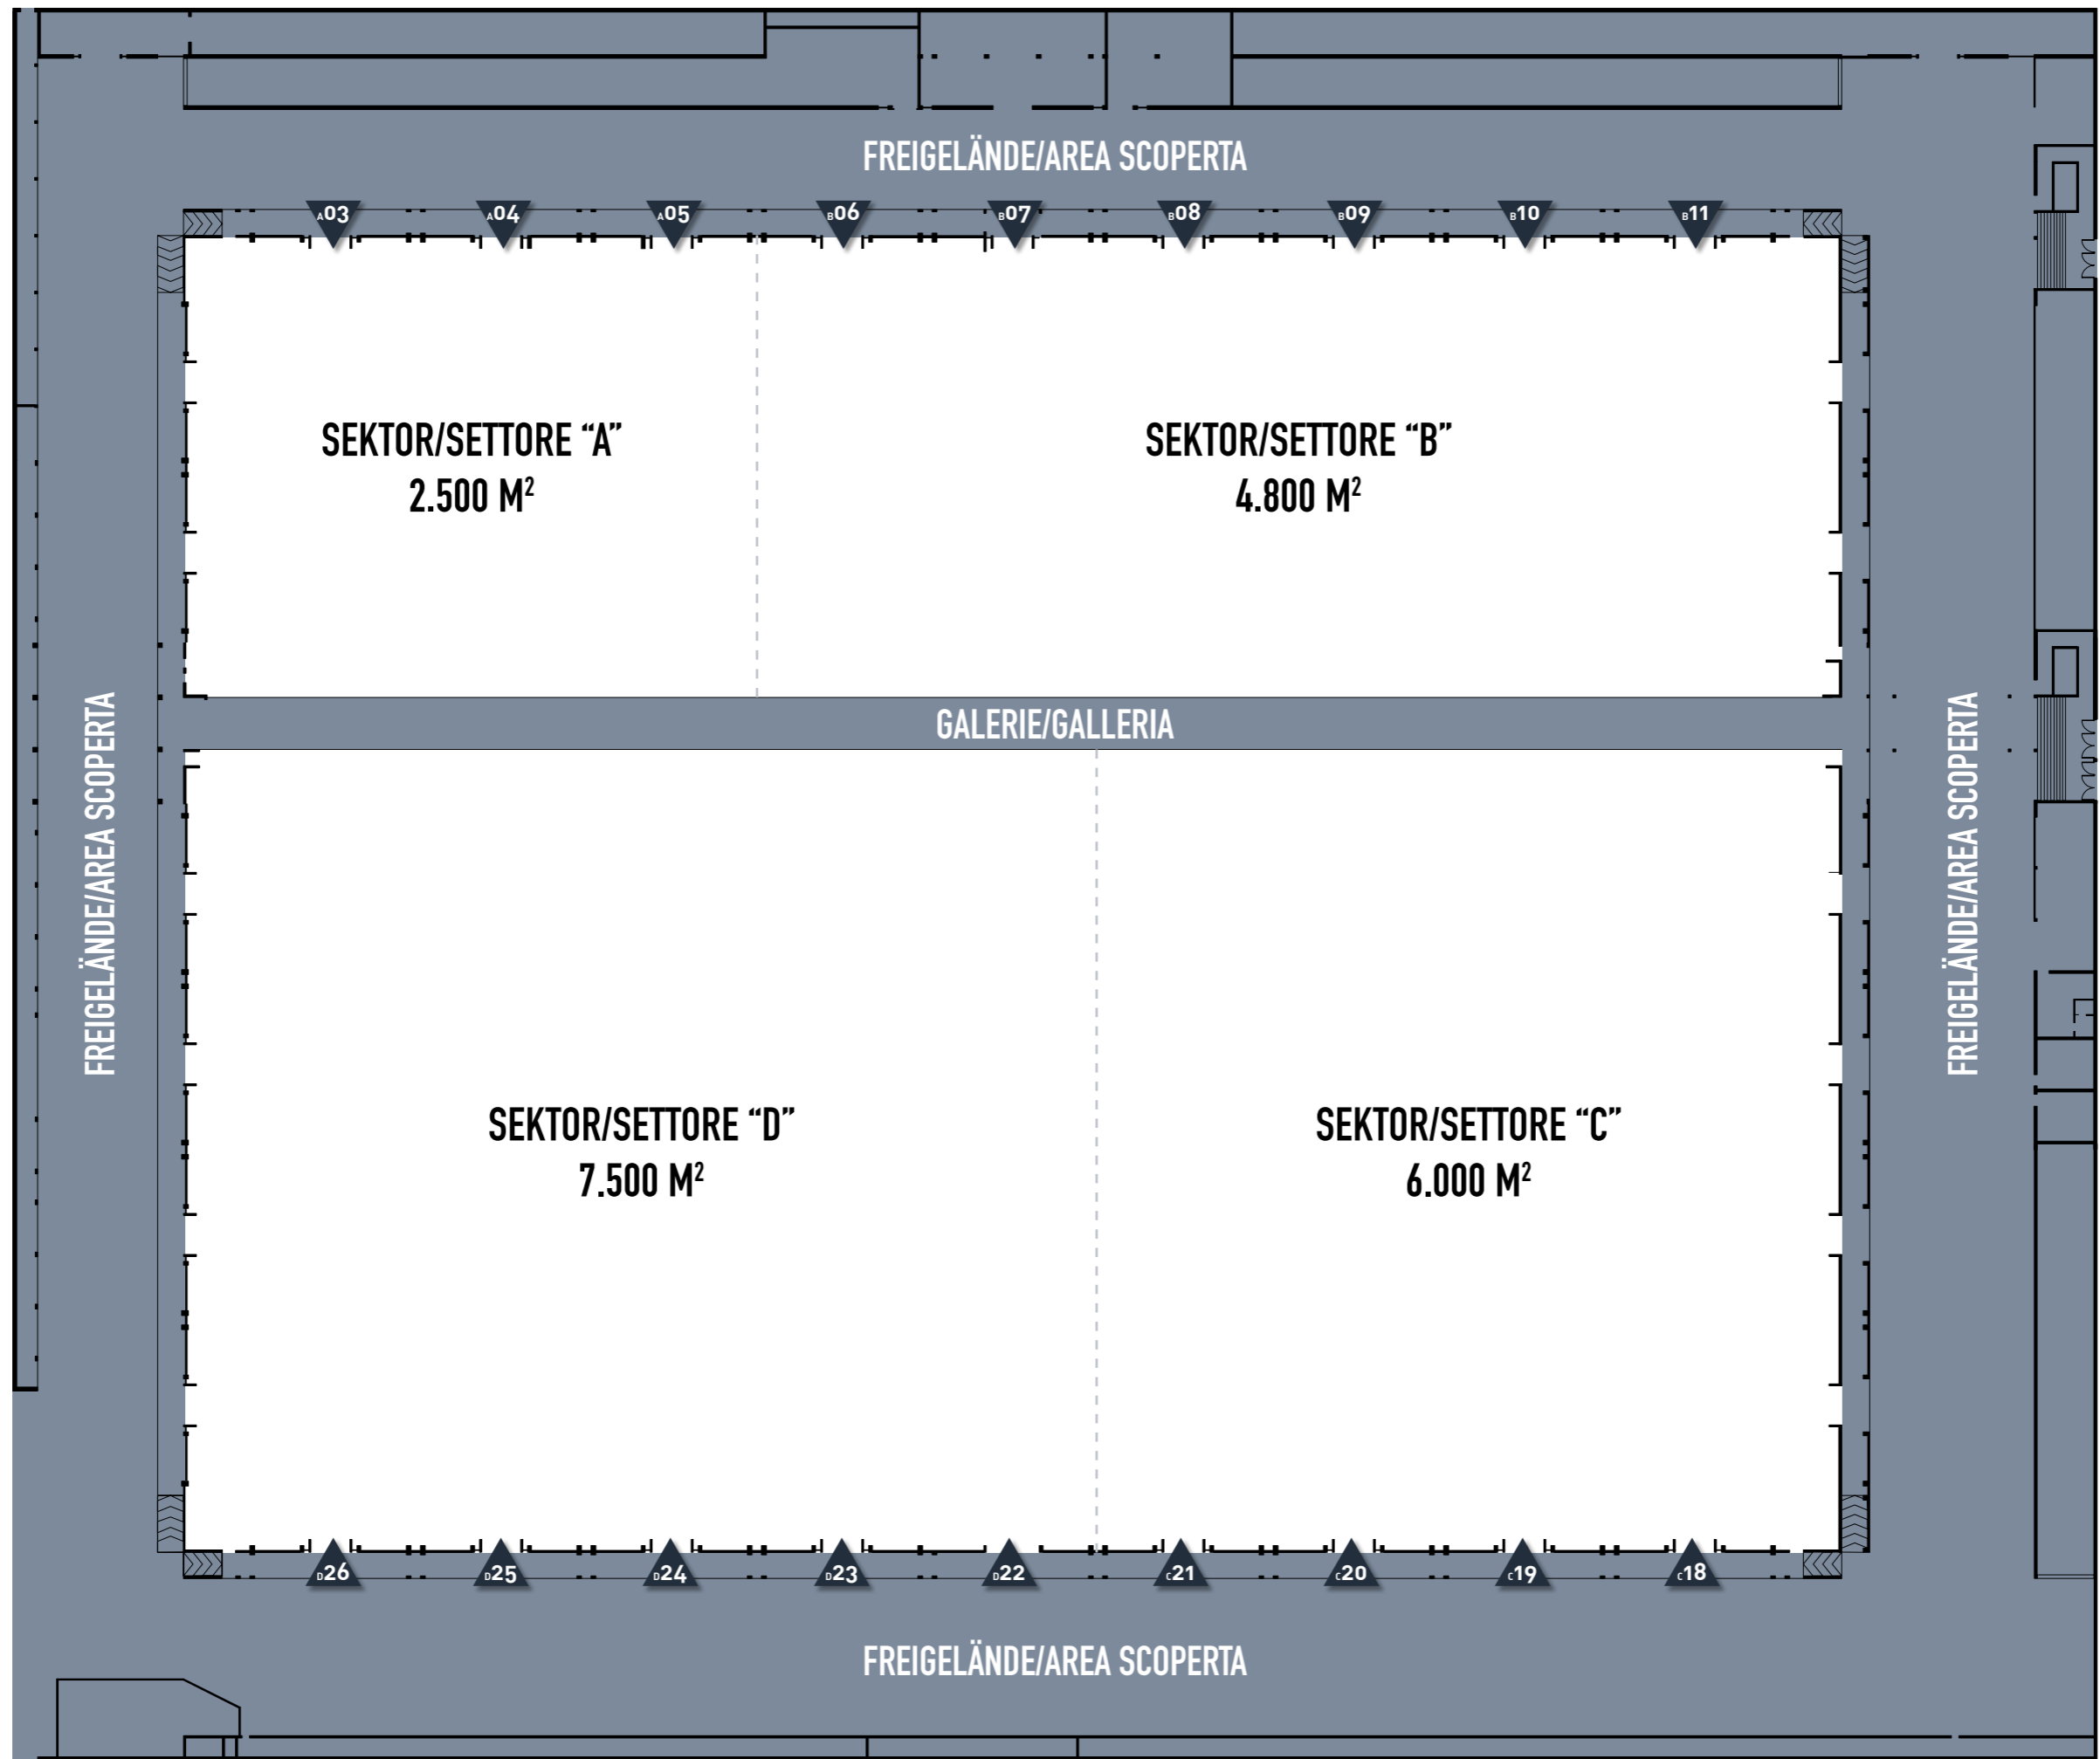 FREIGELÄNDE/AREA SCOPERTA
A03 A04 A05 B06 B07 B08 B09 B10 B11
SEKTOR/SETTORE “A”
2.500 M²
SEKTOR/SETTORE “B”
4.800 M²
FREIGELÄNDE/AREA SCOPERTA
GALERIE/GALLERIA
FREIGELÄNDE/AREA SCOPERTA
SEKTOR/SETTORE “D”
7.500 M²
SEKTOR/SETTORE “C”
6.000 M²
D26 D25 D24 D23 D22 C21 C20 C19 C18
FREIGELÄNDE/AREA SCOPERTA